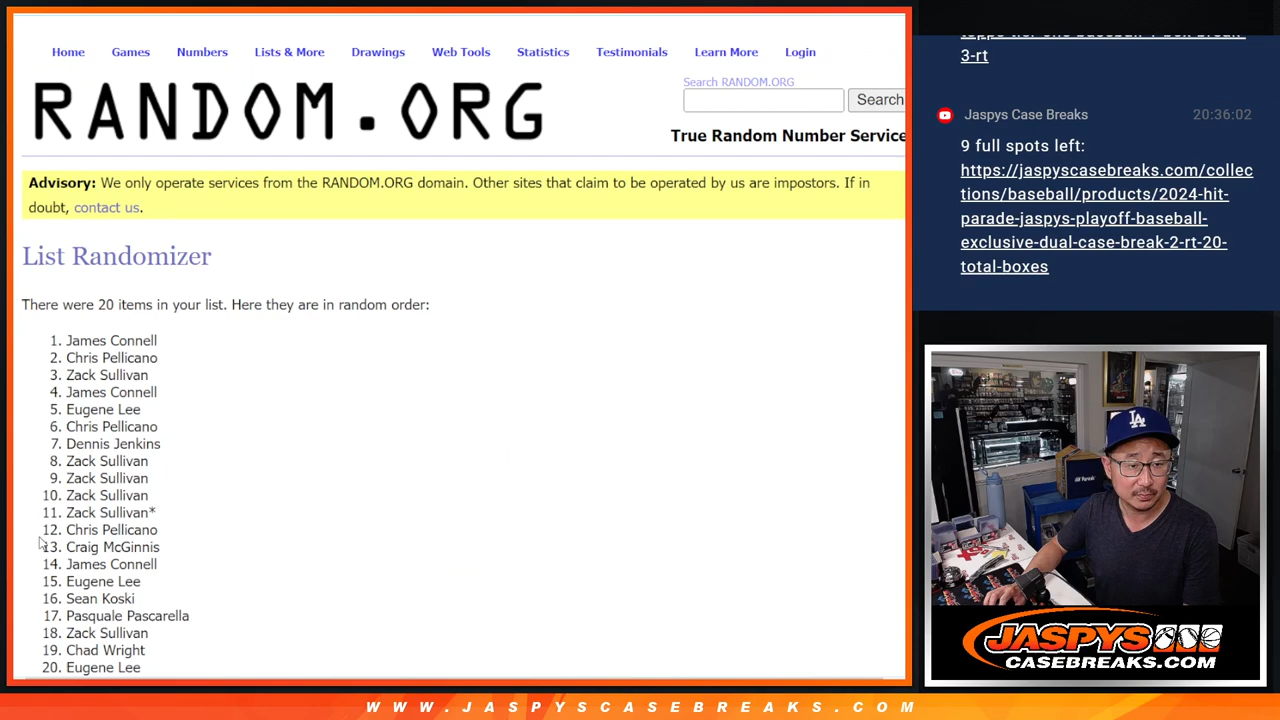 Home Games Numbers Lists & More Drawings Web Tools Statistics Testimonials Learn More Login
RANDOM.ORG
Search RANDOM.ORG
Search
True Random Number Service
Advisory: We only operate services from the RANDOM.ORG domain. Other sites that claim to be operated by us are impostors. If in
doubt, contact us.
List Randomizer
There were 20 items in your list. Here they are in random order:
1. James Connell
2. Chris Pellicano
3. Zack Sullivan
4. James Connell
5. Eugene Lee
6. Chris Pellicano
7. Dennis Jenkins
8. Zack Sullivan
9. Zack Sullivan
10. Zack Sullivan
11. Zack Sullivan*
12. Chris Pellicano
13. Craig McGinnis
14. James Connell
15. Eugene Lee
16. Sean Koski
17. Pasquale Pascarella
18. Zack Sullivan
19. Chad Wright
20. Eugene Lee
3-rt
Jaspys Case Breaks 20:36:02
9 full spots left:
https://jaspyscasebreaks.com/collec
tions/baseball/products/2024-hit-
parade-jaspys-playoff-baseball-
exclusive-dual-case-break-2-rt-20-
total-boxes
LA
JASPYS
CASEBREAKS.COM
WWW.JASPYSCASEBREAKS.COM